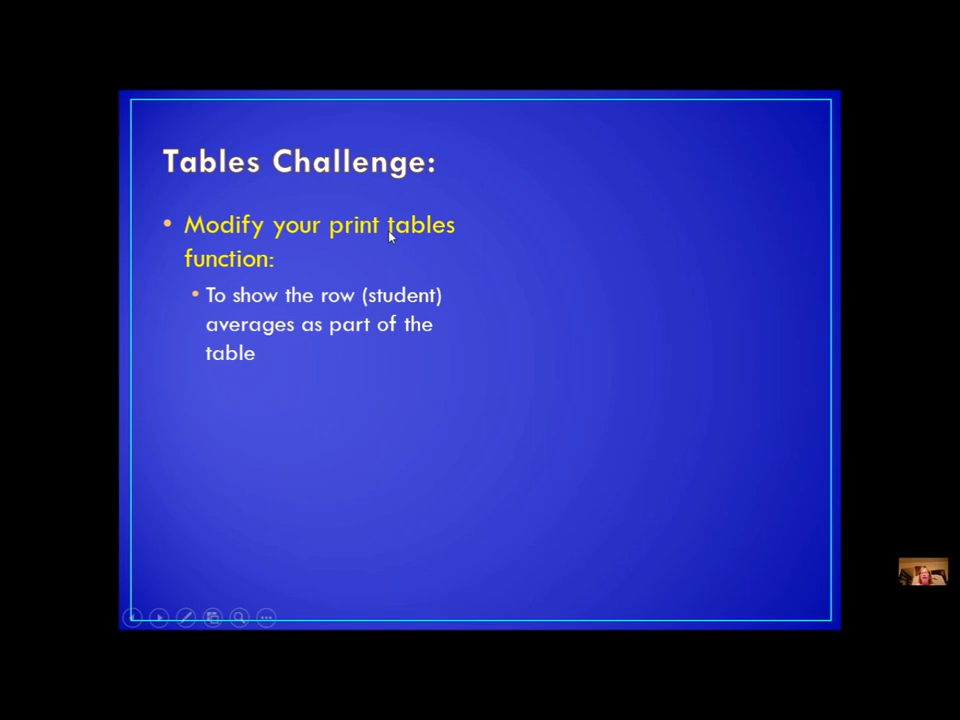 Tables Challenge:
• Modify your print tables
function:
• To show the row (student)
averages as part of the
table